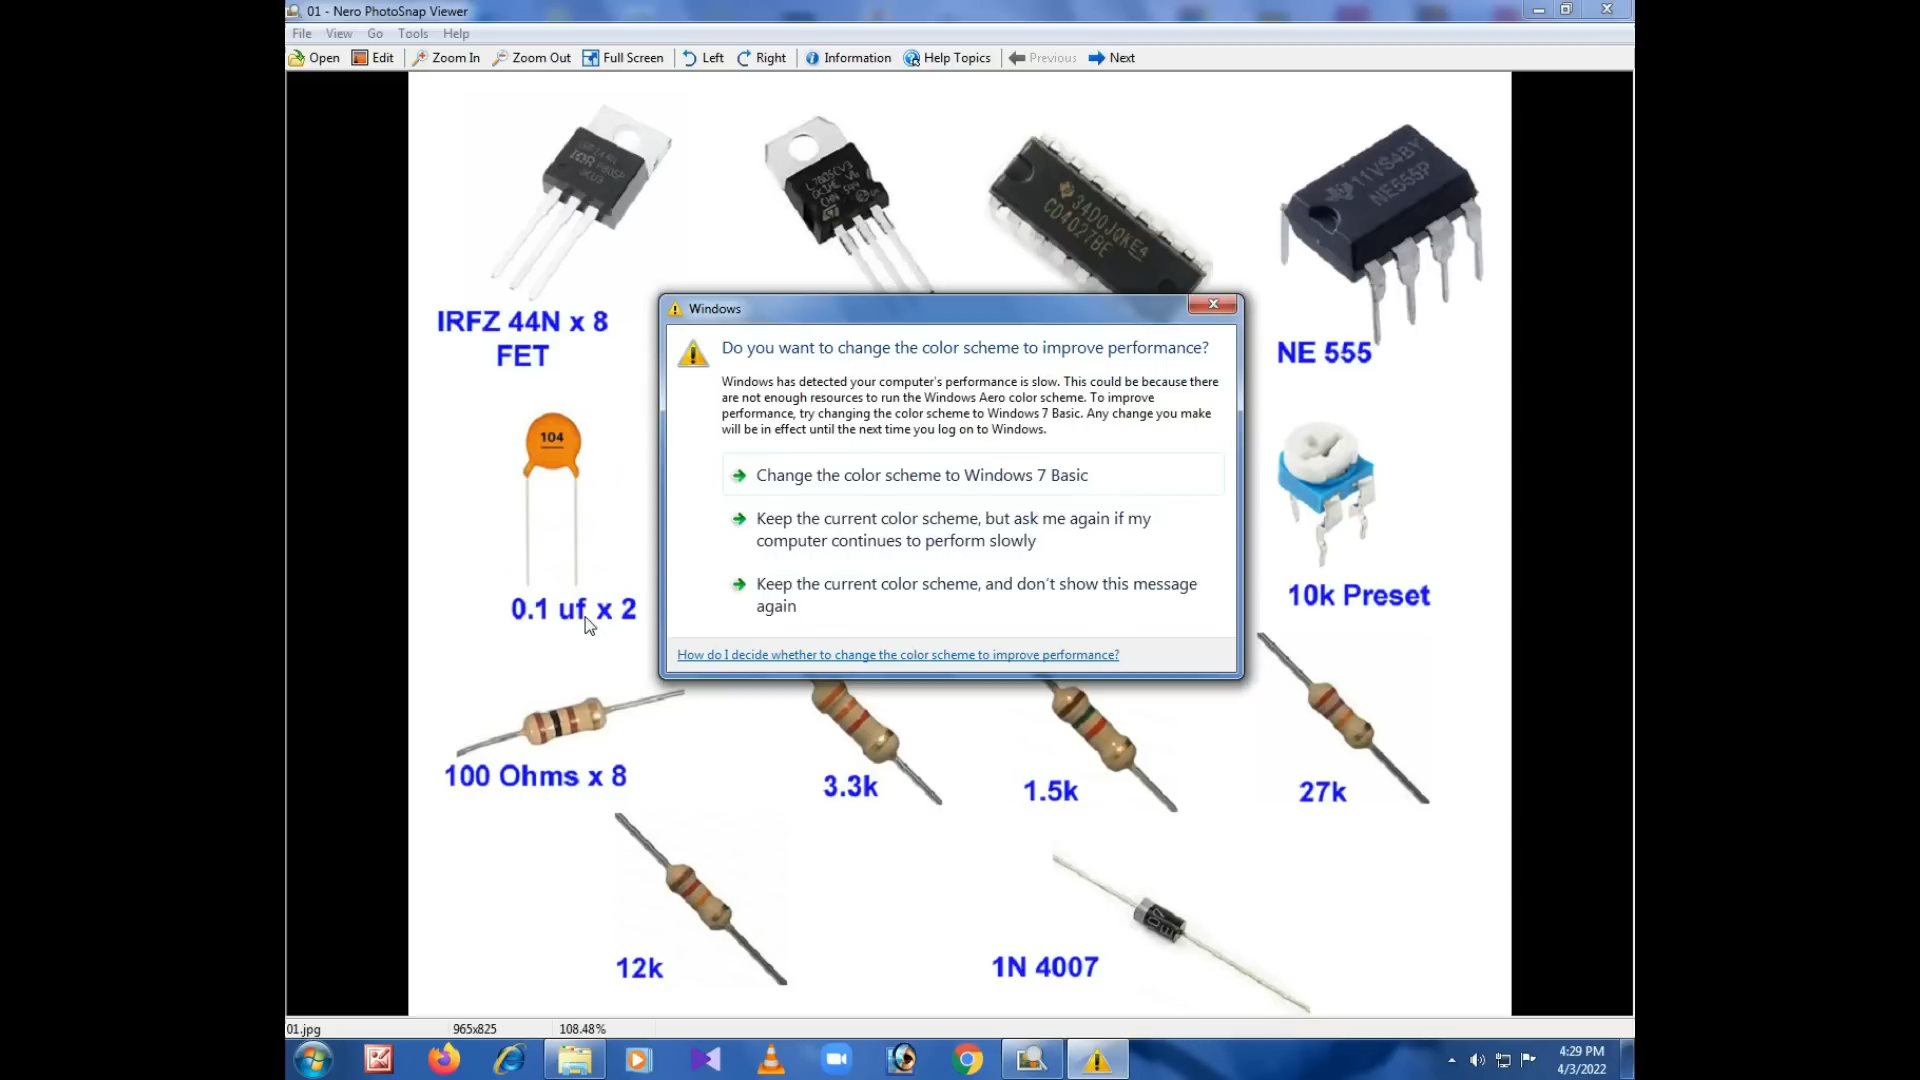 01 - Nero PhotoSnap Viewer
File View Go Tools Help
Open Edit Zoom In Zoom Out Full Screen Left Right Information Help Topics Previous Next
IOR
L7805CV3
34D0JQKE4
CD4027BE
11VS4BY
NE555P
IRFZ 44N x 8
FET
NE 555
Windows
Do you want to change the color scheme to improve performance?
Windows has detected your computer's performance is slow. This could be because there
are not enough resources to run the Windows Aero color scheme. To improve
performance, try changing the color scheme to Windows 7 Basic. Any change you make
will be in effect until the next time you log on to Windows.
Change the color scheme to Windows 7 Basic
Keep the current color scheme, but ask me again if my
computer continues to perform slowly
Keep the current color scheme, and don't show this message
again
How do I decide whether to change the color scheme to improve performance?
104
0.1 uf x 2
10k Preset
100 Ohms x 8
3.3k
1.5k
27k
12k
1N 4007
01.jpg 965x825 108.48%
4:29 PM
4/3/2022